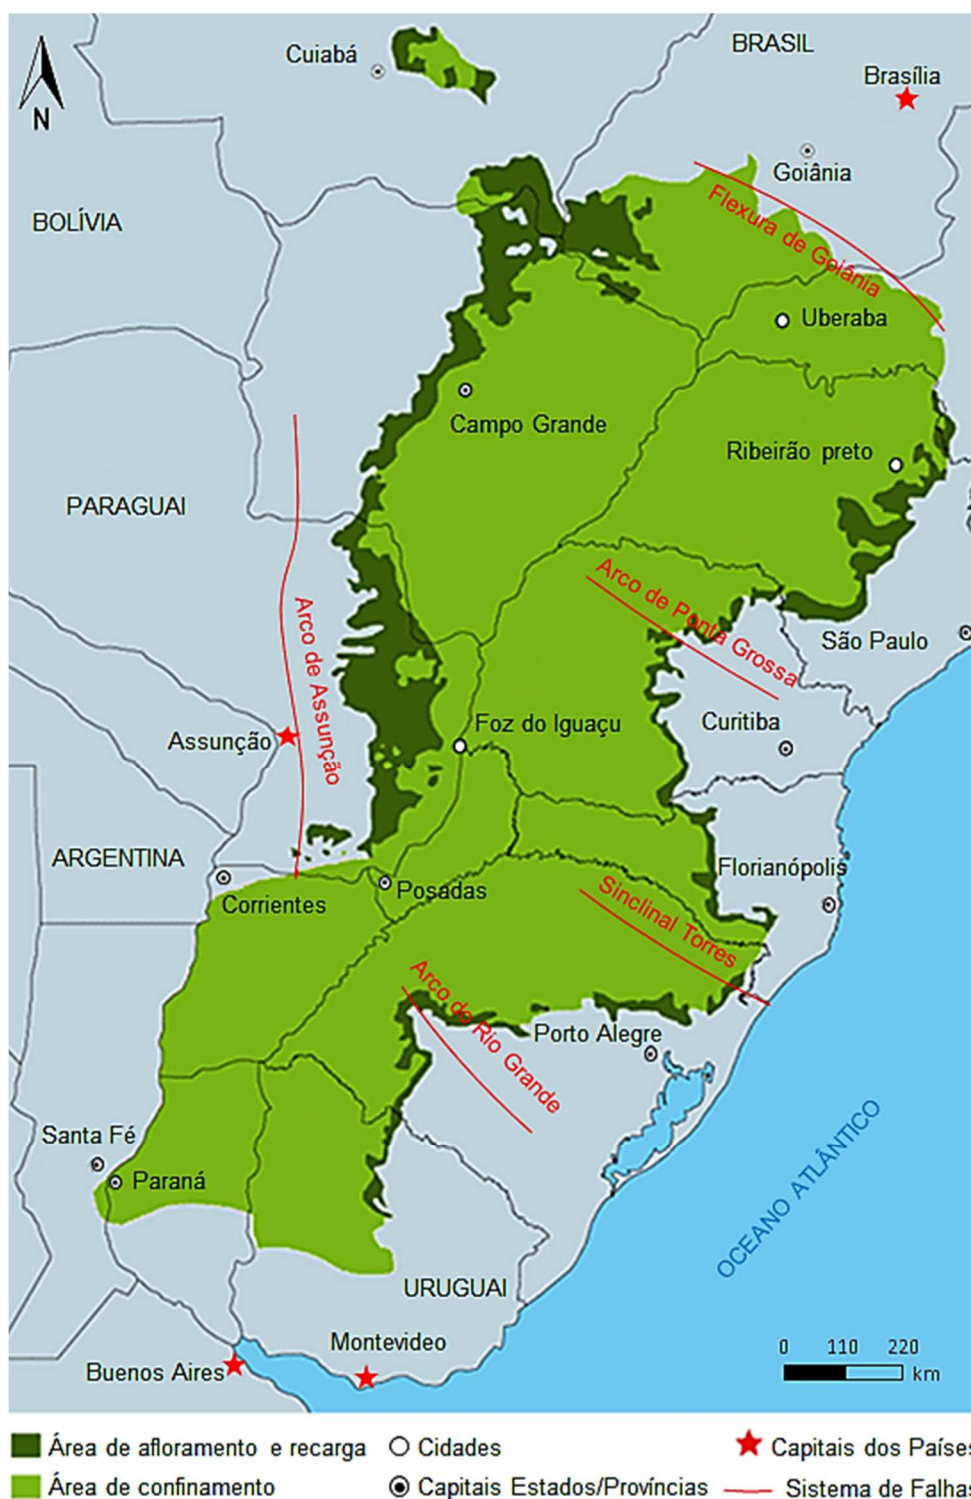 BRASIL
Cuiabá
Brasília
N
Goiânia
BOLÍVIA
Flexura de Goiânia
Uberaba
Campo Grande
Ribeirão preto
PARAGUAI
Arco de Ponta Grossa
Arco de Assunção
São Paulo
Foz do Iguaçu
Curitiba
Assunção
ARGENTINA
Florianópolis
Posadas
Corrientes
Sinclinal Torres
Arco do Rio Grande
Porto Alegre
Santa Fé
Paraná
OCEANO ATLÂNTICO
URUGUAI
Montevideo
Buenos Aires
0 110 220
km
Área de afloramento e recarga
Cidades
Capitais dos Países
Área de confinamento
Capitais Estados/Províncias
Sistema de Falhas